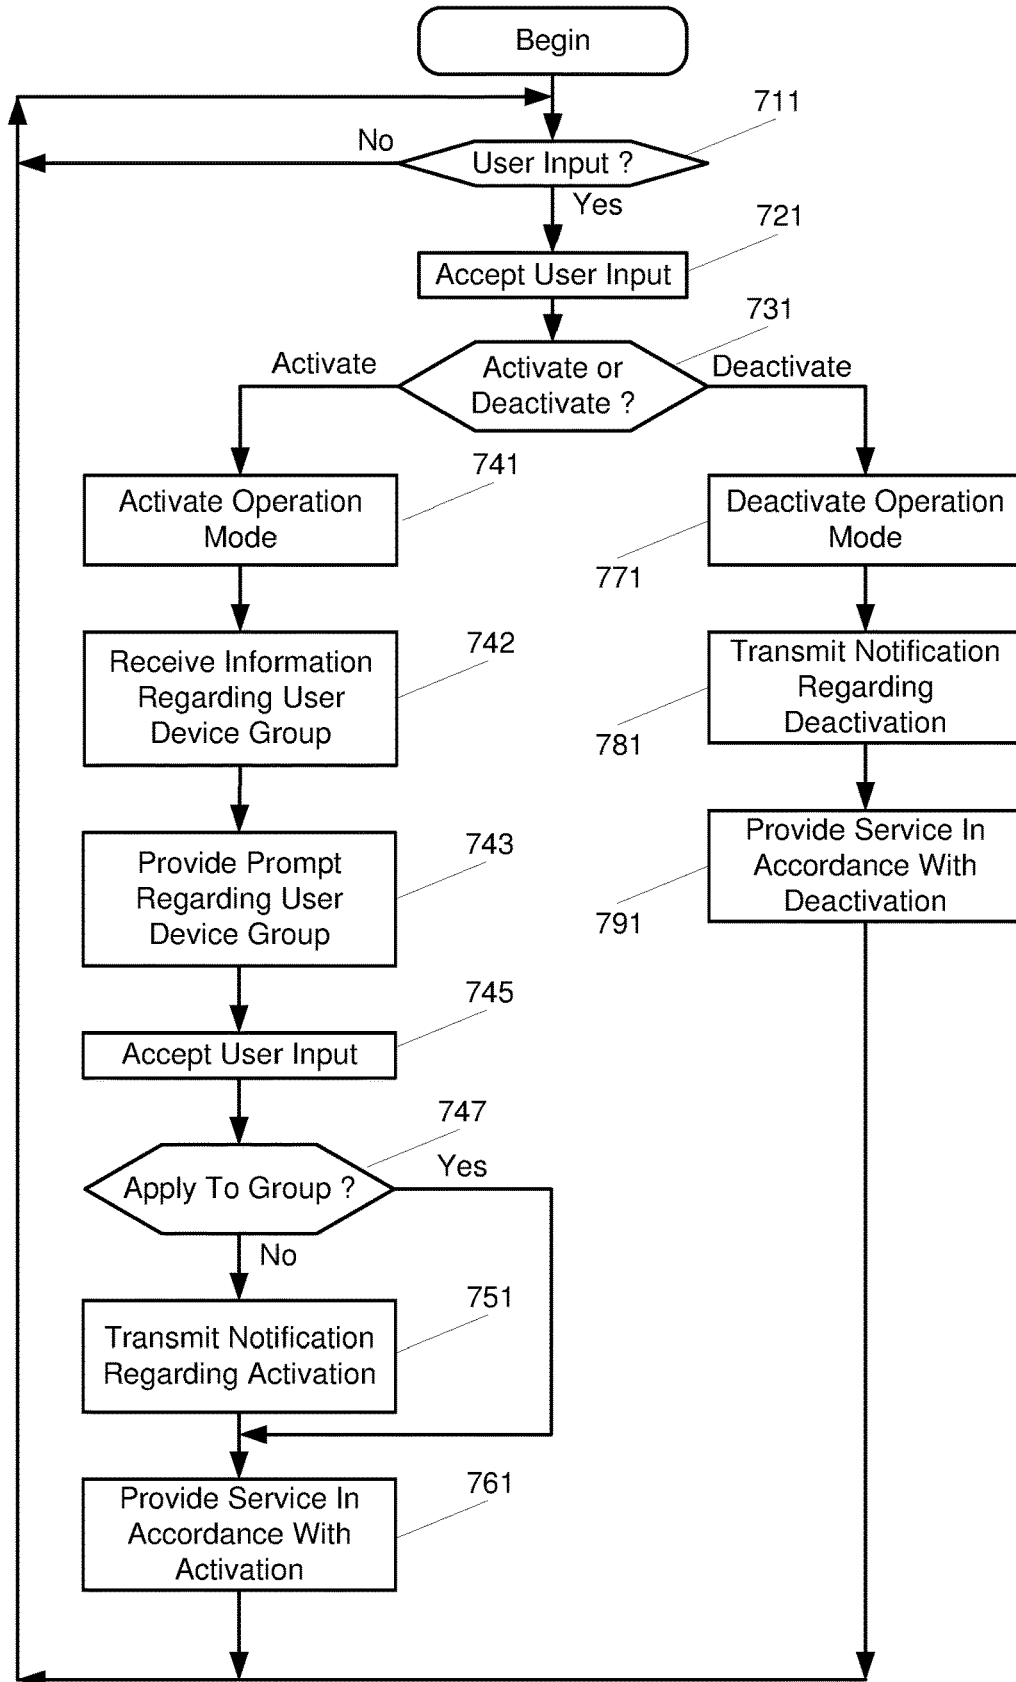 Begin
711
No
User Input ?
Yes
721
Accept User Input
731
Activate
Activate or
Deactivate ?
Deactivate
741
Activate Operation
Mode
Deactivate Operation
Mode
771
742
Receive Information
Regarding User
Device Group
Transmit Notification
Regarding
Deactivation
781
743
Provide Prompt
Regarding User
Device Group
Provide Service In
Accordance With
Deactivation
791
745
Accept User Input
747
Apply To Group ?
Yes
No
751
Transmit Notification
Regarding Activation
761
Provide Service In
Accordance With
Activation